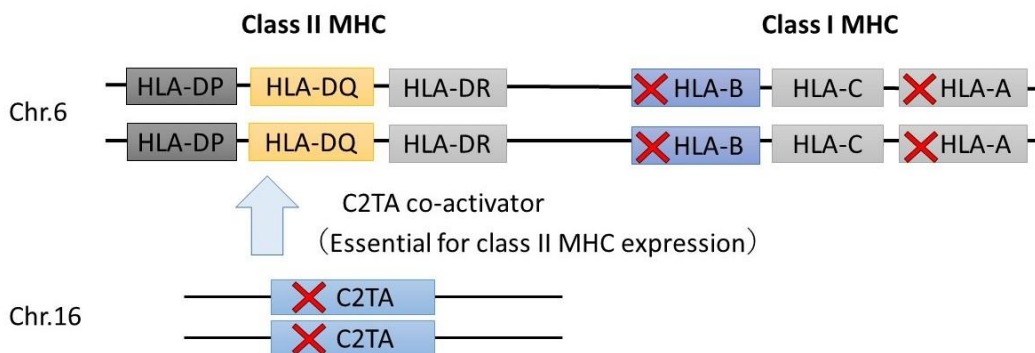 Class II MHC
Class I MHC
HLA-DP HLA-DQ HLA-DR HLA-B HLA-C HLA-A
Chr.6
HLA-DP HLA-DQ HLA-DR HLA-B HLA-C HLA-A
C2TA co-activator
（Essential for class II MHC expression）
C2TA
Chr.16
C2TA